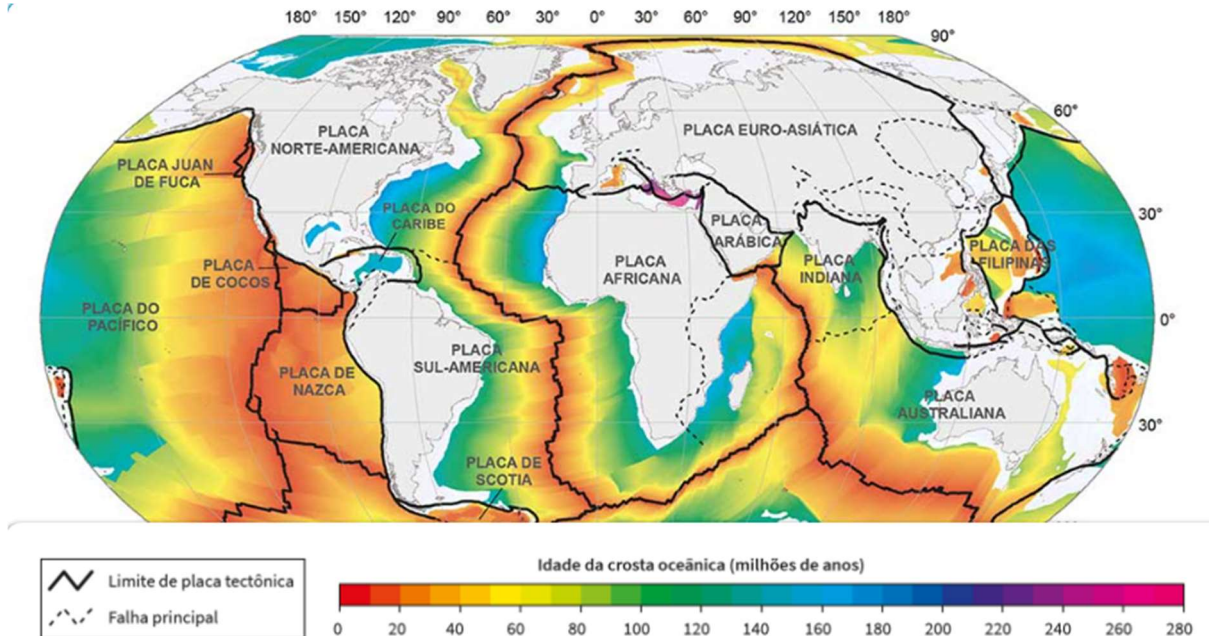 180° 150° 120° 90° 60° 30° 0° 30° 60° 90° 120° 150° 180°
90°
60°
30°
0°
30°
PLACA
NORTE-AMERICANA
PLACA EURO-ASIÁTICA
PLACA JUAN
DE FUCA
PLACA DO
CARIBE
PLACA
ARÁBICA
PLACA
DE COCOS
PLACA
AFRICANA
PLACA
INDIANA
PLACA DAS
FILIPINAS
PLACA DO
PACÍFICO
PLACA
SUL-AMERICANA
PLACA DE
NAZCA
PLACA
AUSTRALIANA
PLACA DE
SCOTIA
Limite de placa tectônica
Falha principal
Idade da crosta oceânica (milhões de anos)
0 20 40 60 80 100 120 140 160 180 200 220 240 260 280